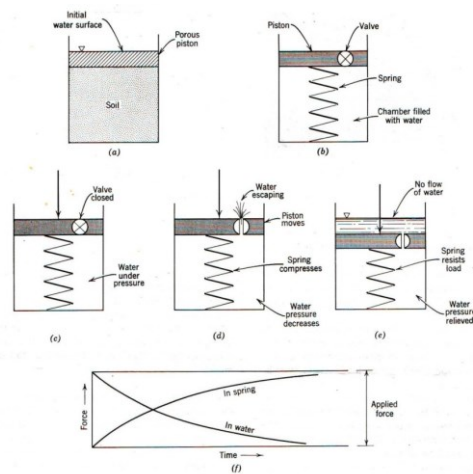 Initial
water surface
Porous
piston
Soil
(a)
Piston
Valve
Spring
Chamber filled
with water
(b)
Valve
closed
Water
under
pressure
(c)
Water
escaping
Piston
moves
Spring
compresses
Water
pressure
decreases
(d)
No flow
of water
Spring
resists
load
Water
pressure
relieved
(e)
Force
In spring
In water
Applied
force
Time
(f)